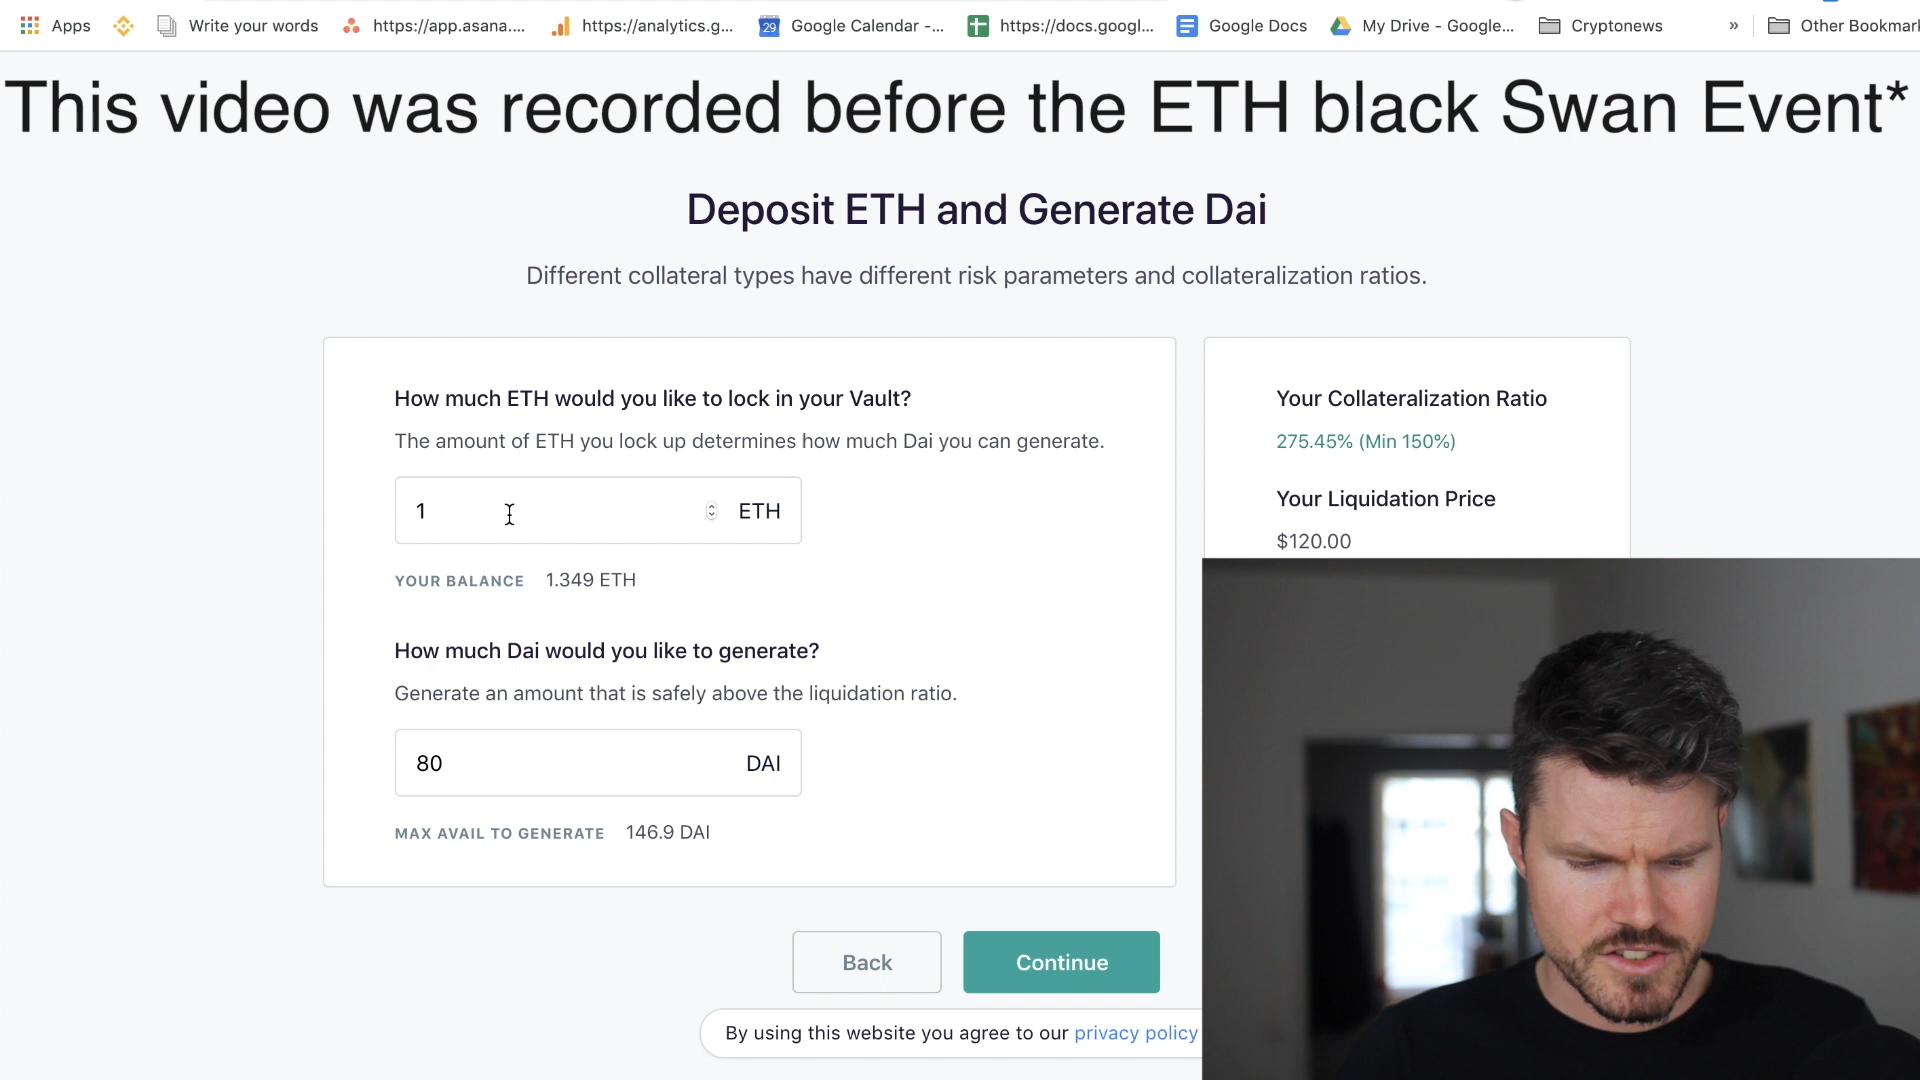 Apps Write your words https://app.asana.... https://analytics.g... 29 Google Calendar -... https://docs.googl... Google Docs My Drive - Google... Cryptonews » Other Bookmark
This video was recorded before the ETH black Swan Event*
Deposit ETH and Generate Dai
Different collateral types have different risk parameters and collateralization ratios.
How much ETH would you like to lock in your Vault?
The amount of ETH you lock up determines how much Dai you can generate.
1 ETH
YOUR BALANCE 1.349 ETH
How much Dai would you like to generate?
Generate an amount that is safely above the liquidation ratio.
80 DAI
MAX AVAIL TO GENERATE 146.9 DAI
Your Collateralization Ratio
275.45% (Min 150%)
Your Liquidation Price
$120.00
Back Continue
By using this website you agree to our privacy policy